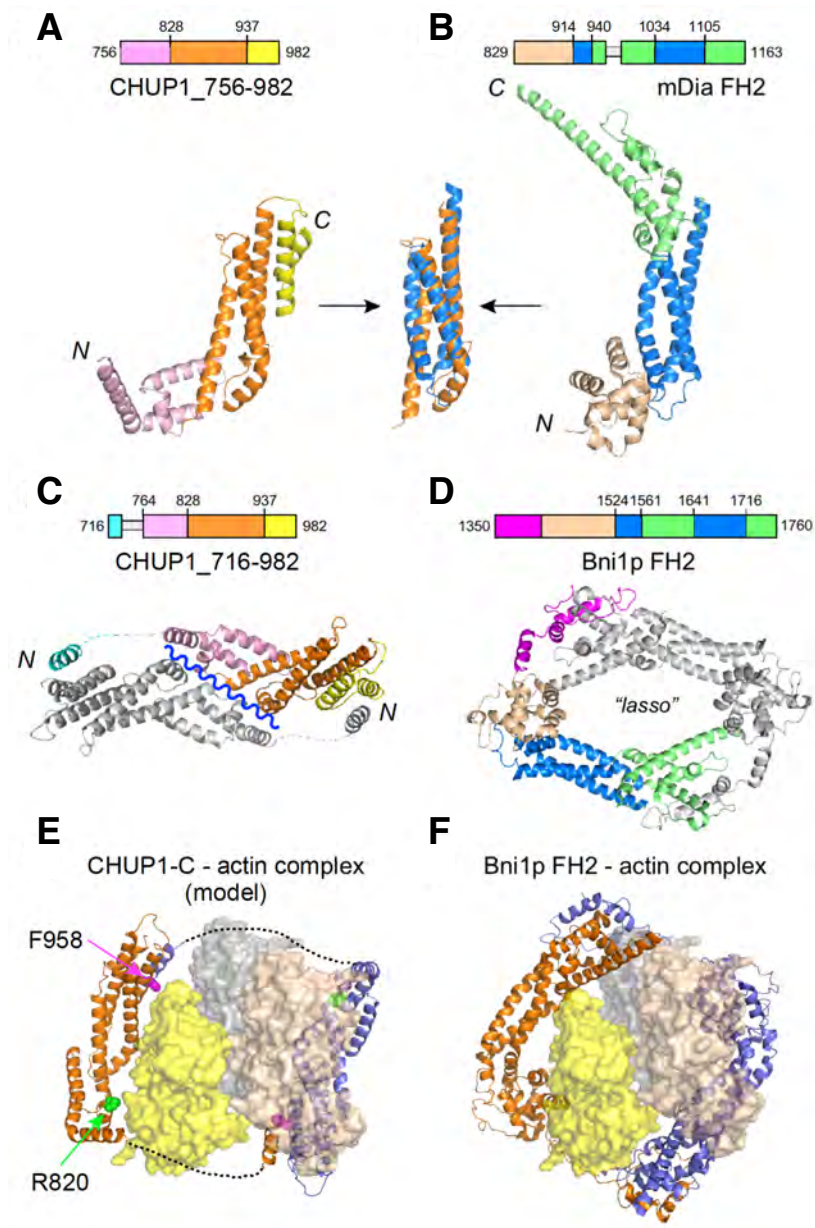 A
B
828
937
914
940
1034
1105
756
982
829
1163
CHUP1_756-982
C
mDia FH2
C
N
N
C
D
764
828
937
1524
1561
1641
1716
716
982
1350
1760
CHUP1_716-982
Bni1p FH2
N
N
"lasso"
E
F
CHUP1-C - actin complex
(model)
Bni1p FH2 - actin complex
F958
R820